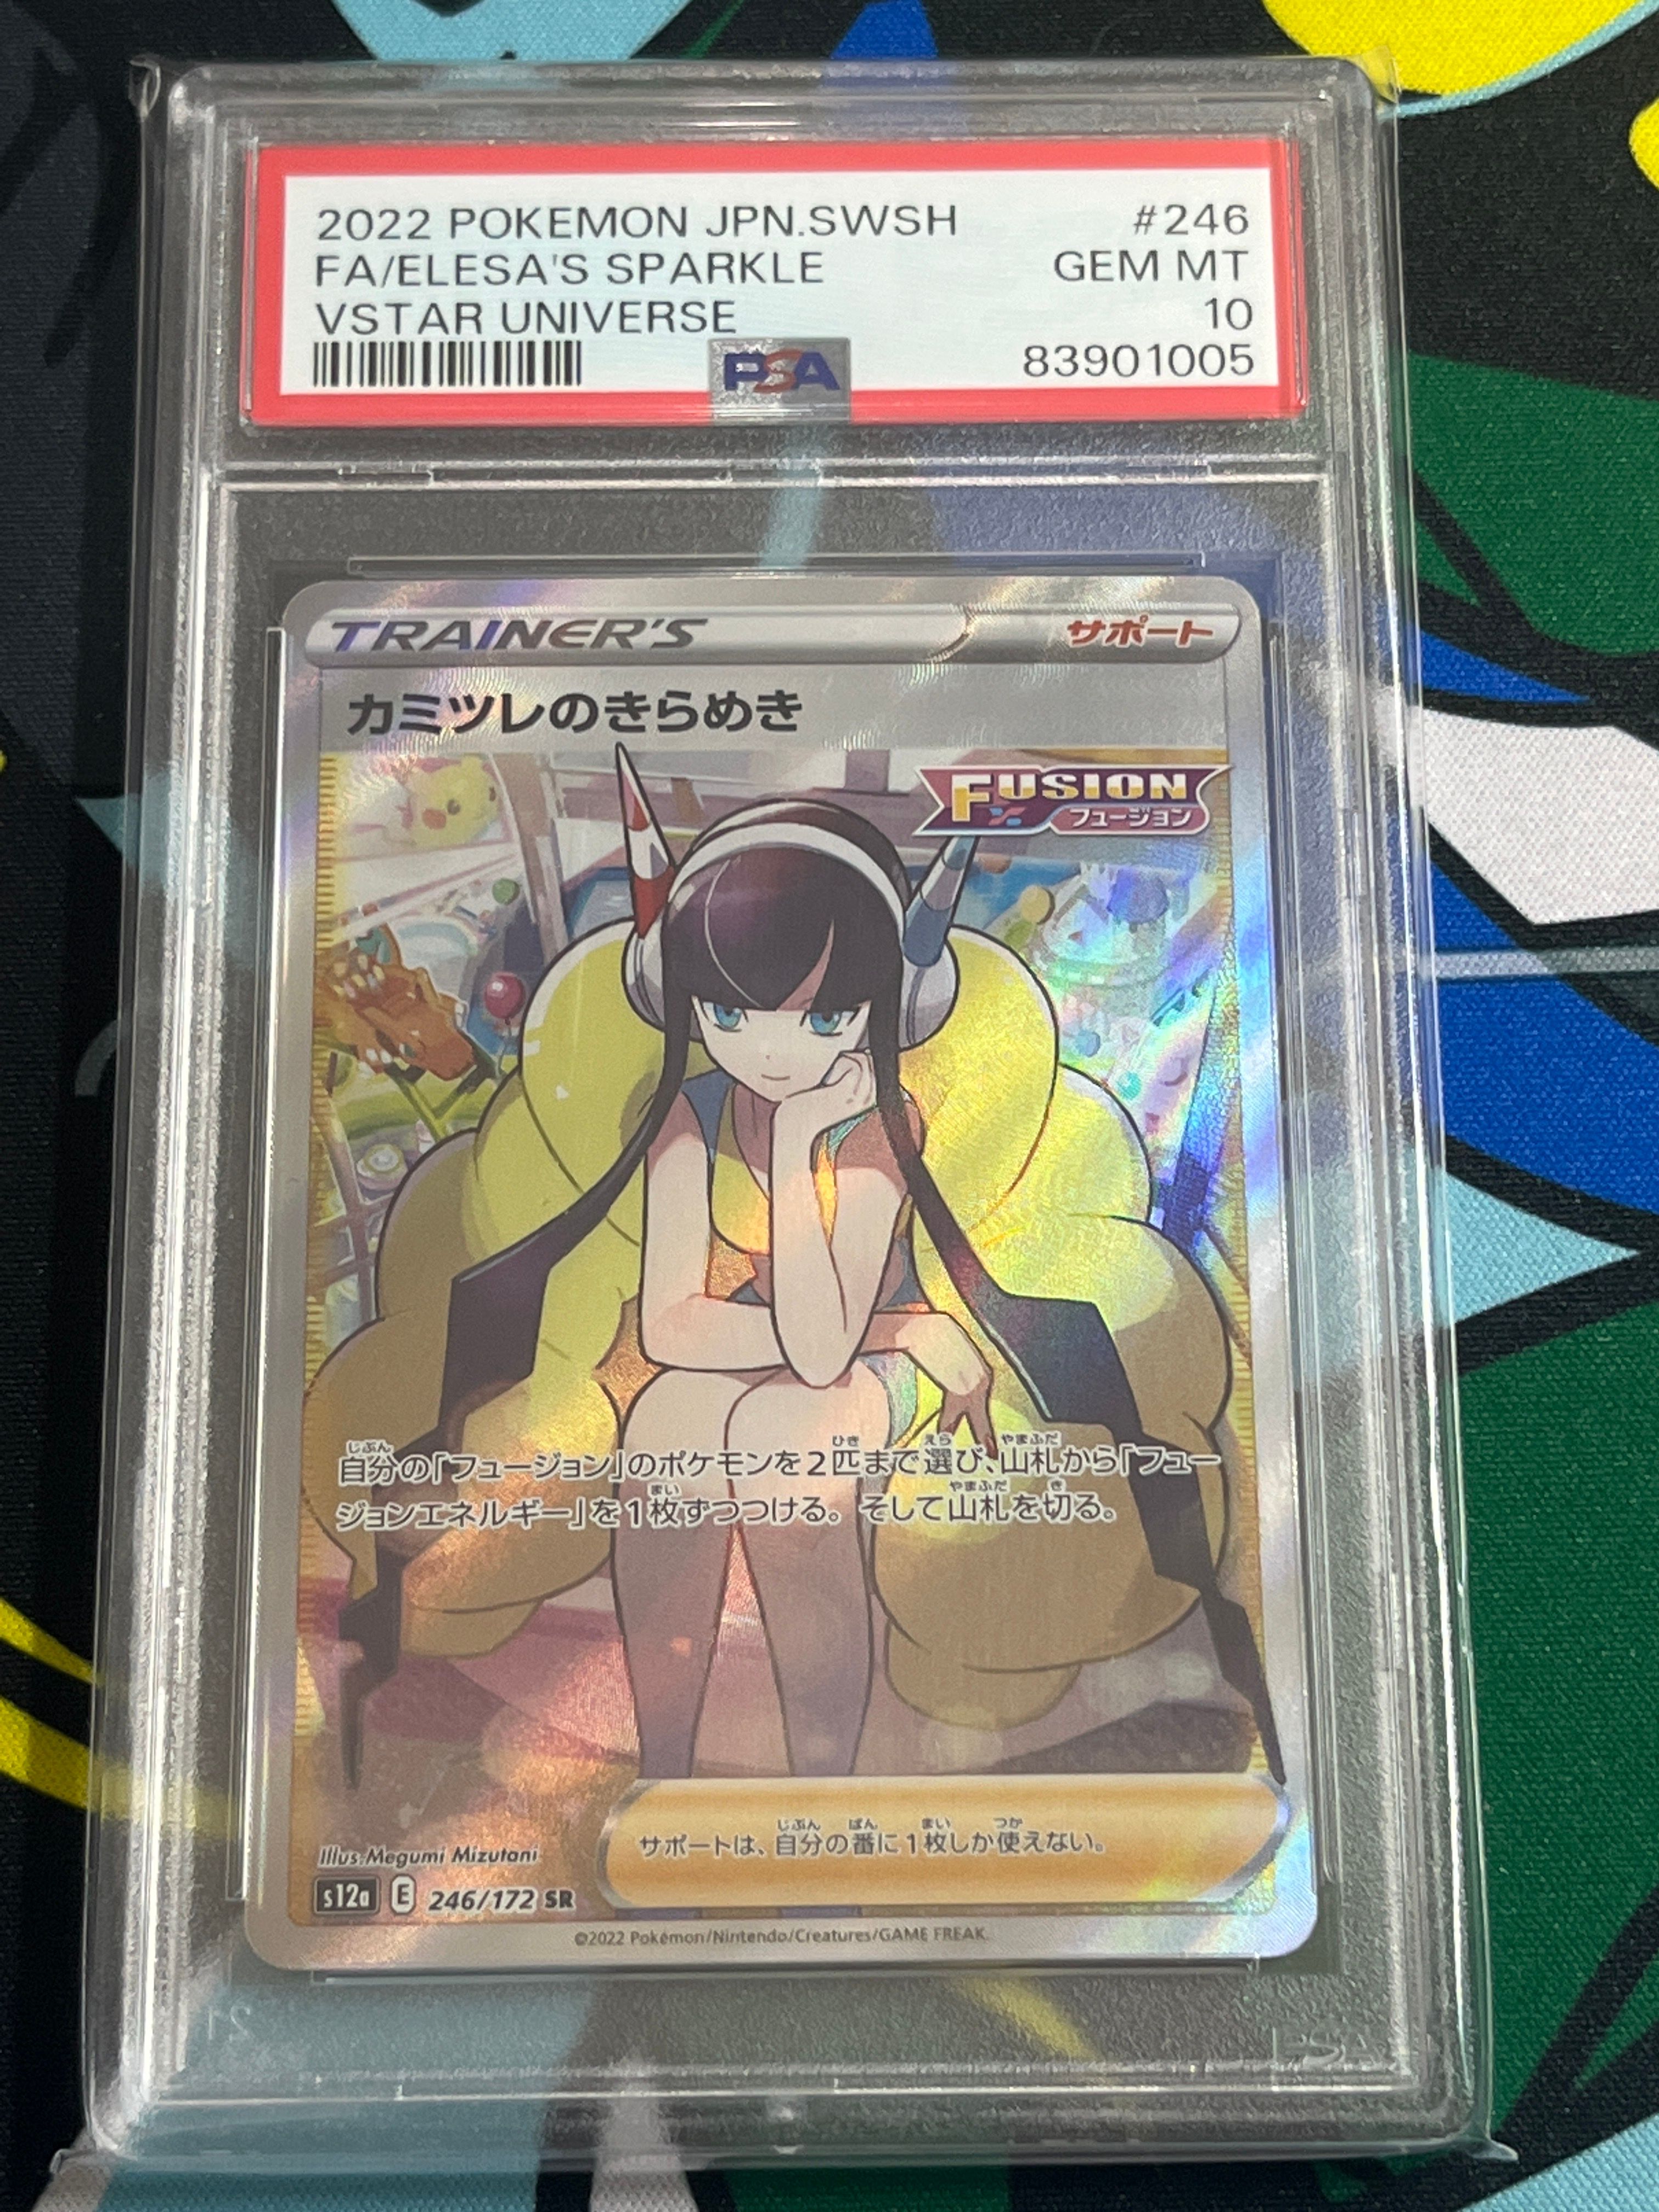 2022 POKEMON JPN.SWSH #246
FA/ELESA'S SPARKLE GEM MT
VSTAR UNIVERSE 10
83901005
PSA
TRAINER'S サポート
カミツレのきらめき
FUSION
フュージョン
自分の「フュージョン」のポケモンを2匹まで選び、山札から「フュー
ジョンエネルギー」を1枚ずつつける。そして山札を切る。
サポートは、自分の番に1枚しか使えない。
Illus. Megumi Mizutani
s12a E 246/172 SR
©2022 Pokémon/Nintendo/Creatures/GAME FREAK.
PSA